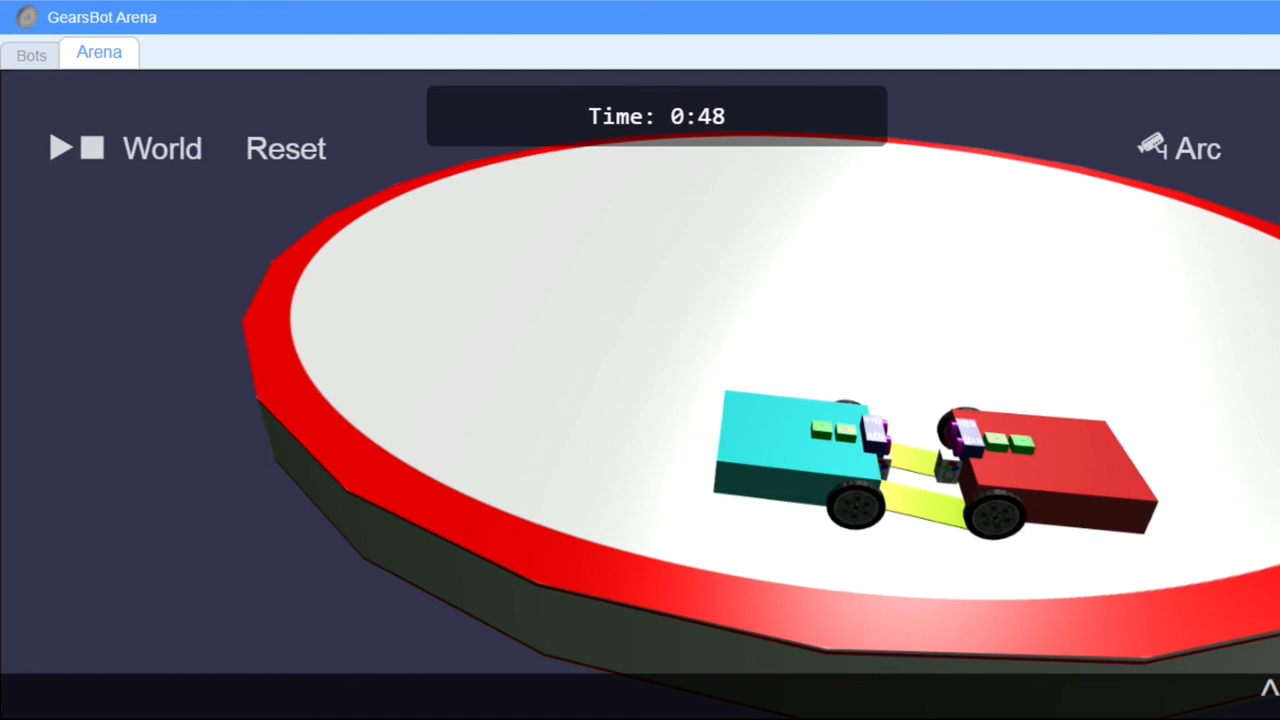 GearsBot Arena
Bots
Arena
Time: 0:48
World
Reset
Arc